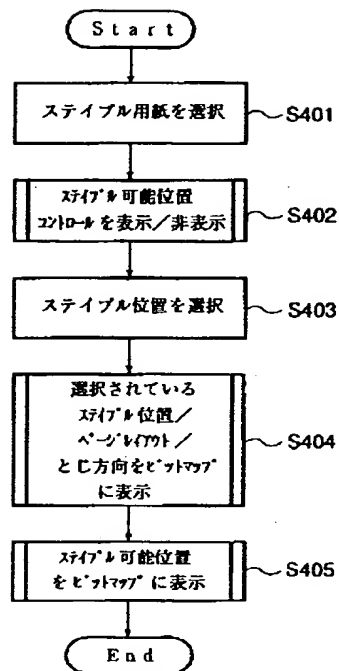 Start
ステイプル用紙を選択
S401
ステイプル可能位置
コントロールを表示／非表示
S402
ステイプル位置を選択
S403
選択されている
ステイプル位置／
ページレイアウト／
とじ方向をビットマップ
に表示
S404
ステイプル可能位置
をビットマップに表示
S405
End